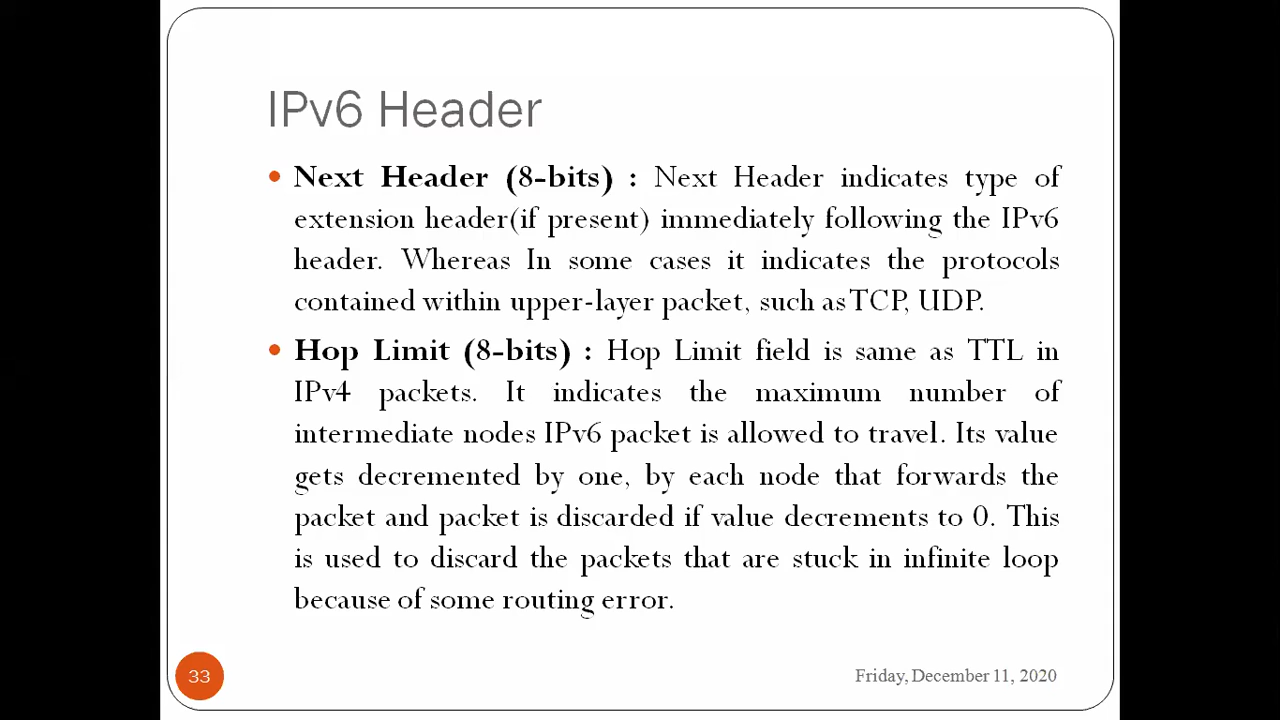 IPv6 Header
• Next Header (8-bits) : Next Header indicates type of
extension header(if present) immediately following the IPv6
header. Whereas In some cases it indicates the protocols
contained within upper-layer packet, such as TCP, UDP.
• Hop Limit (8-bits) : Hop Limit field is same as TTL in
IPv4 packets. It indicates the maximum number of
intermediate nodes IPv6 packet is allowed to travel. Its value
gets decremented by one, by each node that forwards the
packet and packet is discarded if value decrements to 0. This
is used to discard the packets that are stuck in infinite loop
because of some routing error.
33
Friday, December 11, 2020